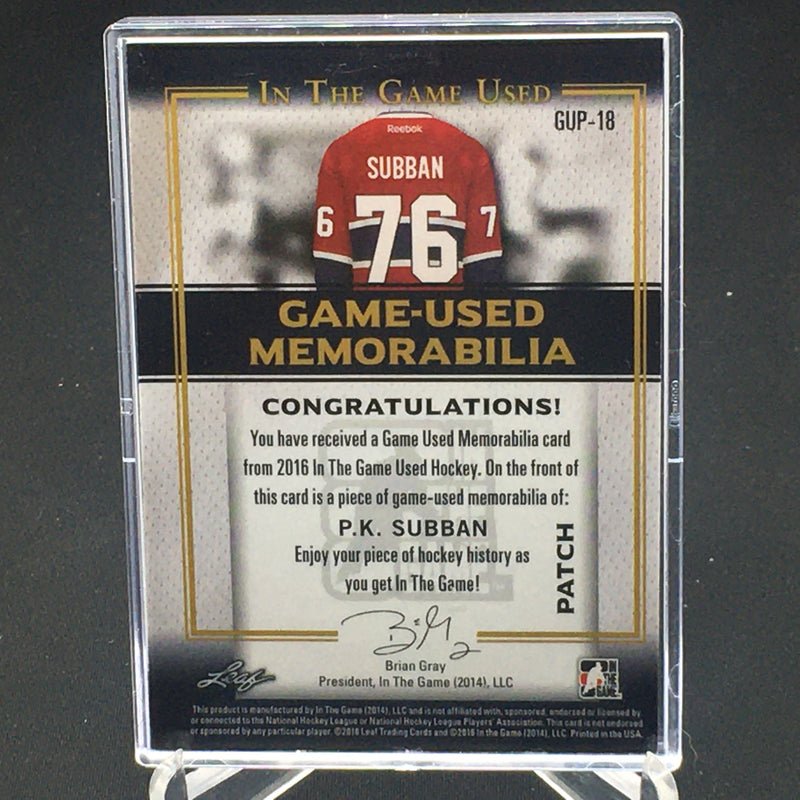 IN THE GAME USED
GUP-18
Reebok
SUBBAN
6 76 7
GAME-USED
MEMORABILIA
CONGRATULATIONS!
You have received a Game Used Memorabilia card
from 2016 In The Game Used Hockey. On the front of
this card is a piece of game-used memorabilia of:
P.K. SUBBAN
Enjoy your piece of hockey history as
you get In The Game!
PATCH
Brian Gray
President, In The Game (2014), LLC
Leaf
IN
THE
GAME
This product is manufactured by In The Game (2014), LLC and is not affiliated with, sponsored, endorsed or licensed by
or connected to the National Hockey League or National Hockey League Players' Association. This card is not endorsed
or sponsored by any particular player. ©2016 Leaf Trading Cards and ©2016 In the Game (2014), LLC. Printed in the USA.